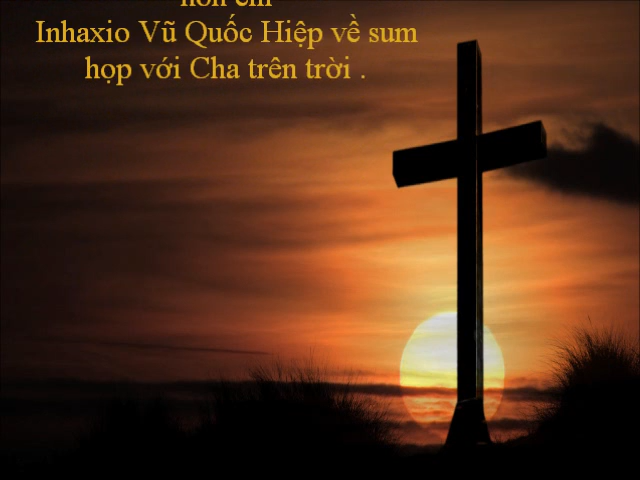 Inhaxio Vũ Quốc Hiệp về sum
họp với Cha trên trời .